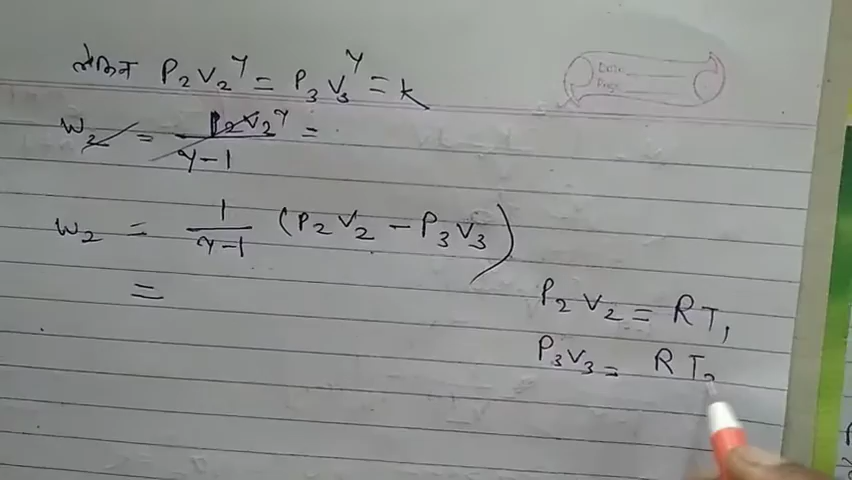 लेकिन P₂V₂^γ = P₃V₃^γ = k
W₂ = P₂V₂^γ / γ-1 =
W₂ = 1/γ-1 (P₂V₂ - P₃V₃)
=
P₂V₂ = RT₁
P₃V₃ = RT₂